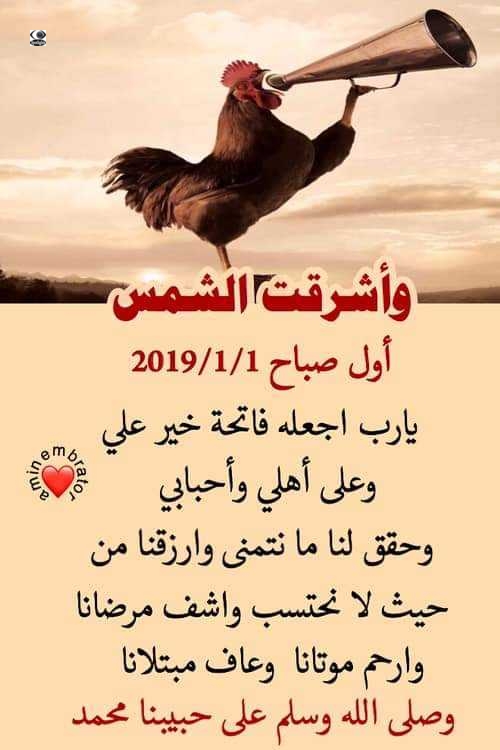 وأشرقت الشمس
أول صباح 2019/1/1
يارب اجعله فاتحة خير علي
وعلى أهلي وأحبابي
وحقق لنا ما نتمنى وارزقنا من
حيث لا نحتسب واشف مرضانا
وارحم موتانا وعاف مبتلانا
وصلى الله وسلم على حبيبنا محمد
aminembrator